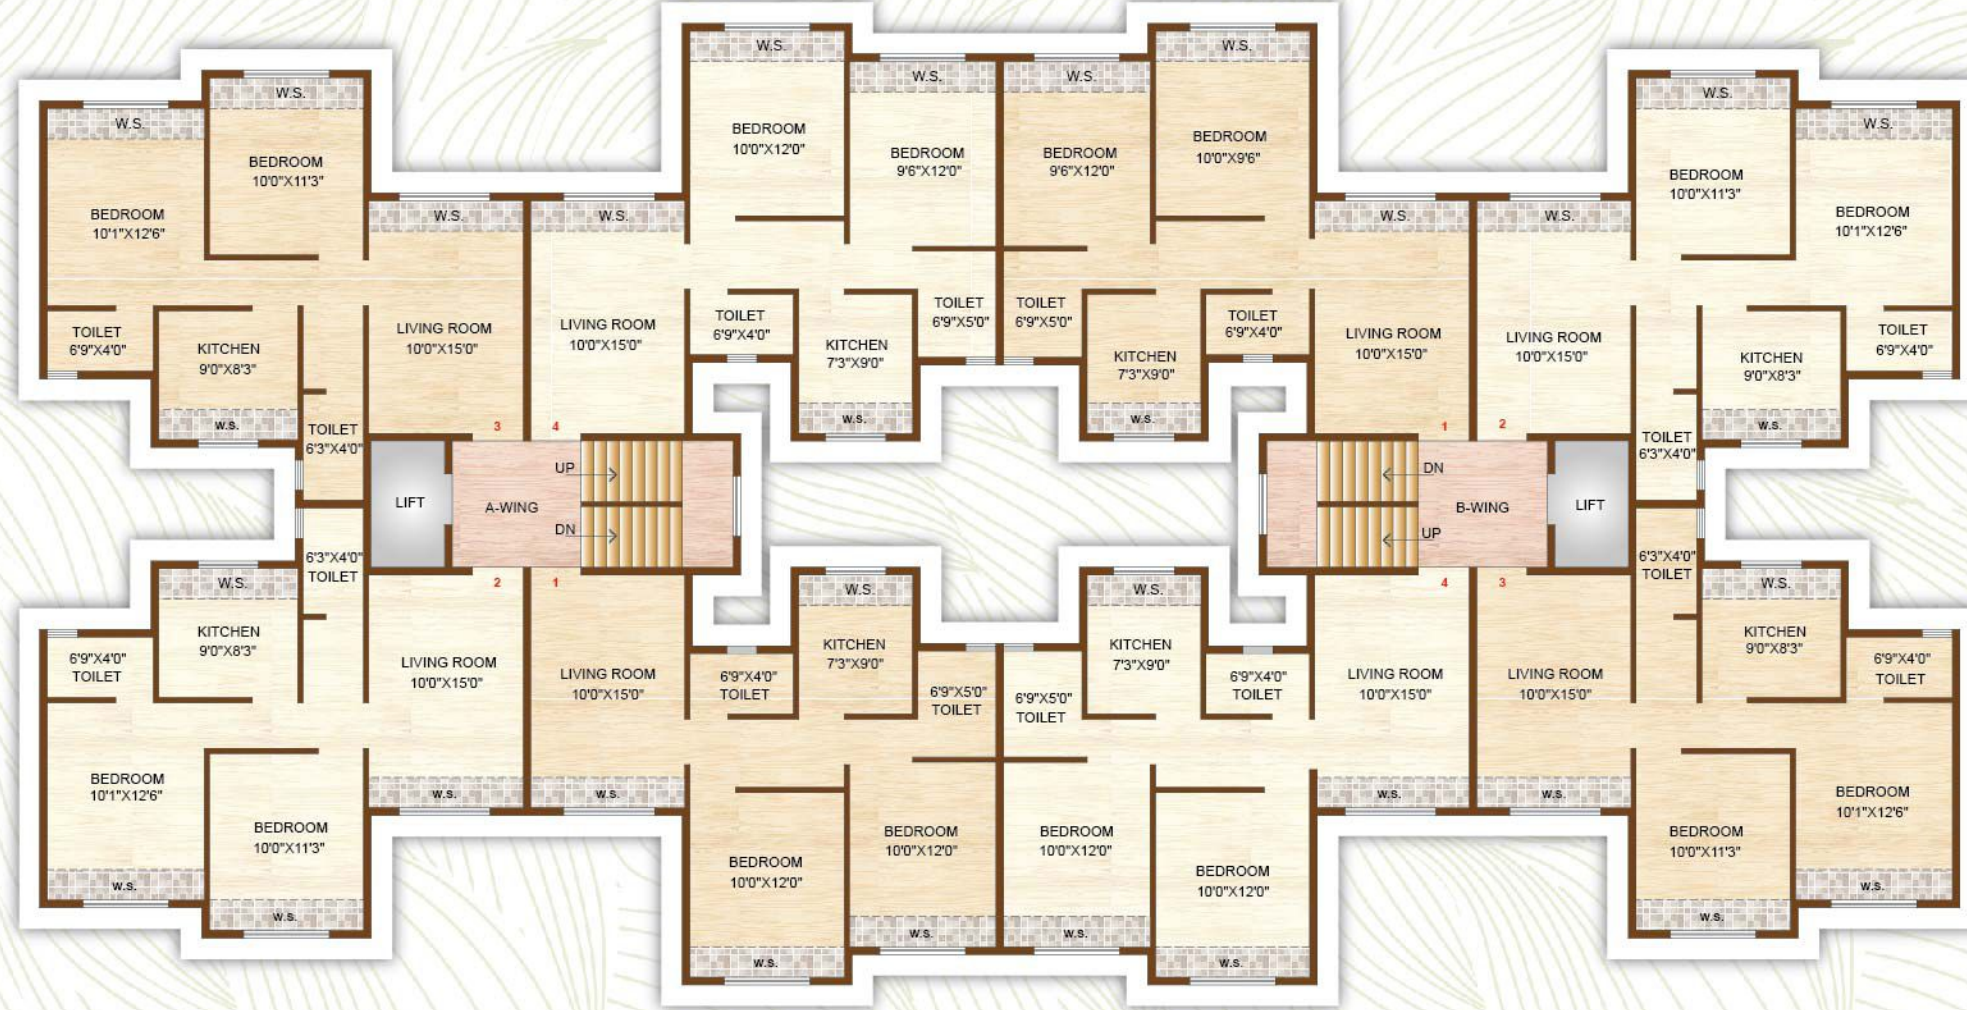 W.S.
W.S.
BEDROOM
10'0"X11'3"
BEDROOM
10'1"X12'6"
TOILET
6'9"X4'0"
KITCHEN
9'0"X8'3"
W.S.
TOILET
6'3"X4'0"
W.S.
LIVING ROOM
10'0"X15'0"
3
W.S.
LIVING ROOM
10'0"X15'0"
4
W.S.
BEDROOM
10'0"X12'0"
W.S.
BEDROOM
9'6"X12'0"
TOILET
6'9"X4'0"
KITCHEN
7'3"X9'0"
W.S.
TOILET
6'9"X5'0"
W.S.
BEDROOM
9'6"X12'0"
W.S.
BEDROOM
10'0"X9'6"
TOILET
6'9"X5'0"
KITCHEN
7'3"X9'0"
W.S.
TOILET
6'9"X4'0"
W.S.
LIVING ROOM
10'0"X15'0"
1
W.S.
LIVING ROOM
10'0"X15'0"
2
W.S.
BEDROOM
10'0"X11'3"
W.S.
BEDROOM
10'1"X12'6"
TOILET
6'9"X4'0"
KITCHEN
9'0"X8'3"
W.S.
TOILET
6'3"X4'0"
LIFT
A-WING
UP
DN
DN
UP
B-WING
LIFT
6'3"X4'0"
TOILET
W.S.
KITCHEN
9'0"X8'3"
6'9"X4'0"
TOILET
BEDROOM
10'1"X12'6"
W.S.
BEDROOM
10'0"X11'3"
W.S.
2
LIVING ROOM
10'0"X15'0"
W.S.
1
LIVING ROOM
10'0"X15'0"
W.S.
6'9"X4'0"
TOILET
W.S.
KITCHEN
7'3"X9'0"
6'9"X5'0"
TOILET
BEDROOM
10'0"X12'0"
W.S.
BEDROOM
10'0"X12'0"
W.S.
6'9"X5'0"
TOILET
W.S.
KITCHEN
7'3"X9'0"
6'9"X4'0"
TOILET
BEDROOM
10'0"X12'0"
W.S.
BEDROOM
10'0"X12'0"
W.S.
4
LIVING ROOM
10'0"X15'0"
W.S.
3
LIVING ROOM
10'0"X15'0"
W.S.
6'3"X4'0"
TOILET
W.S.
KITCHEN
9'0"X8'3"
6'9"X4'0"
TOILET
BEDROOM
10'0"X11'3"
W.S.
BEDROOM
10'1"X12'6"
W.S.